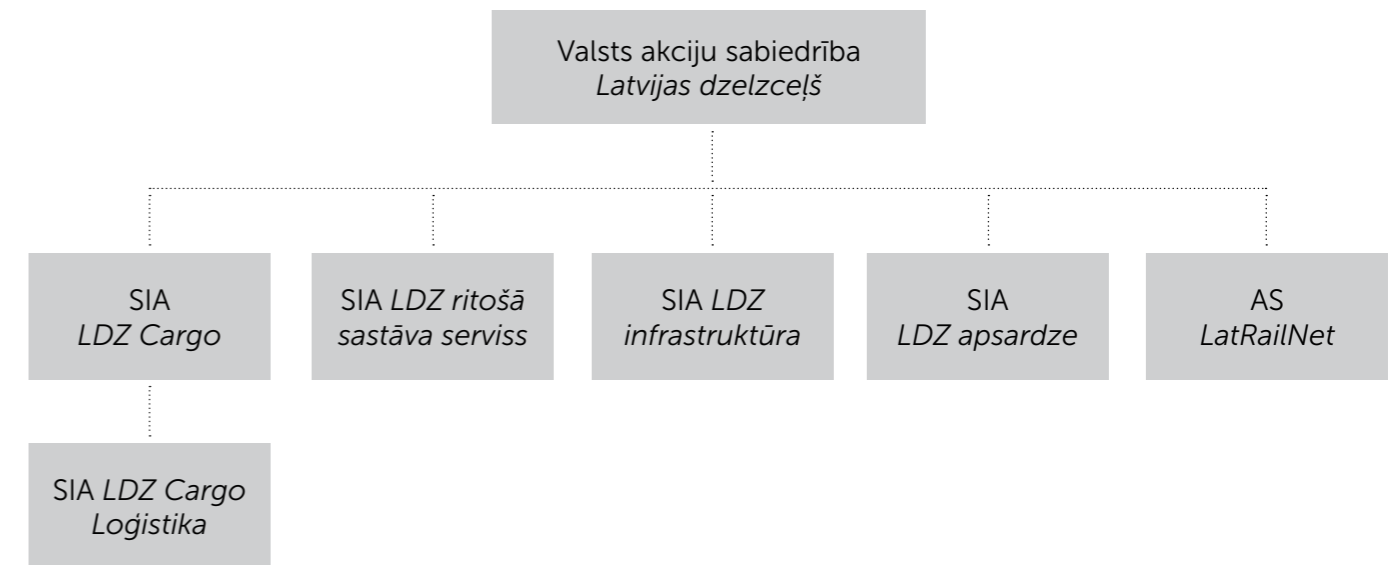 Valsts akciju sabiedrība
Latvijas dzelzceļš
SIA
LDZ Cargo
SIA LDZ ritošā
sastāva serviss
SIA LDZ
infrastruktūra
SIA
LDZ apsardze
AS
LatRailNet
SIA LDZ Cargo
Loģistika